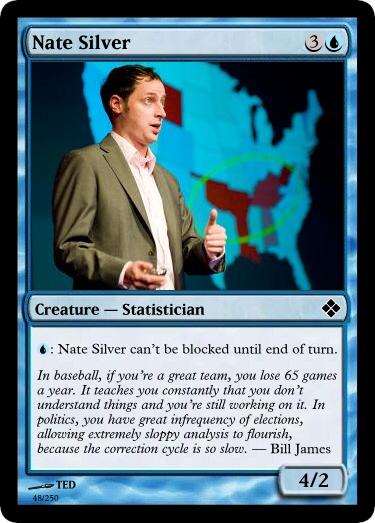 Nate Silver 3
Creature — Statistician
: Nate Silver can't be blocked until end of turn.
In baseball, if you're a great team, you lose 65 games
a year. It teaches you constantly that you don't
understand things and you're still working on it. In
politics, you have great infrequency of elections,
allowing extremely sloppy analysis to flourish,
because the correction cycle is so slow. — Bill James
4/2
TED
48/250